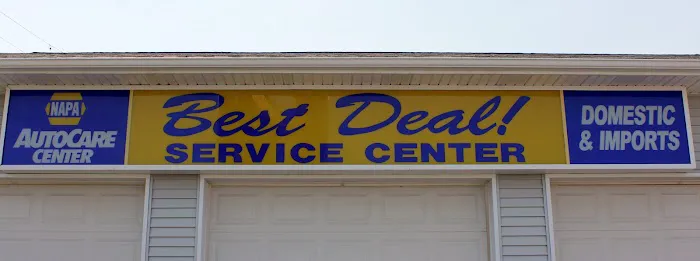 NAPA
AUTOCARE
CENTER
Best Deal!
SERVICE CENTER
DOMESTIC
& IMPORTS